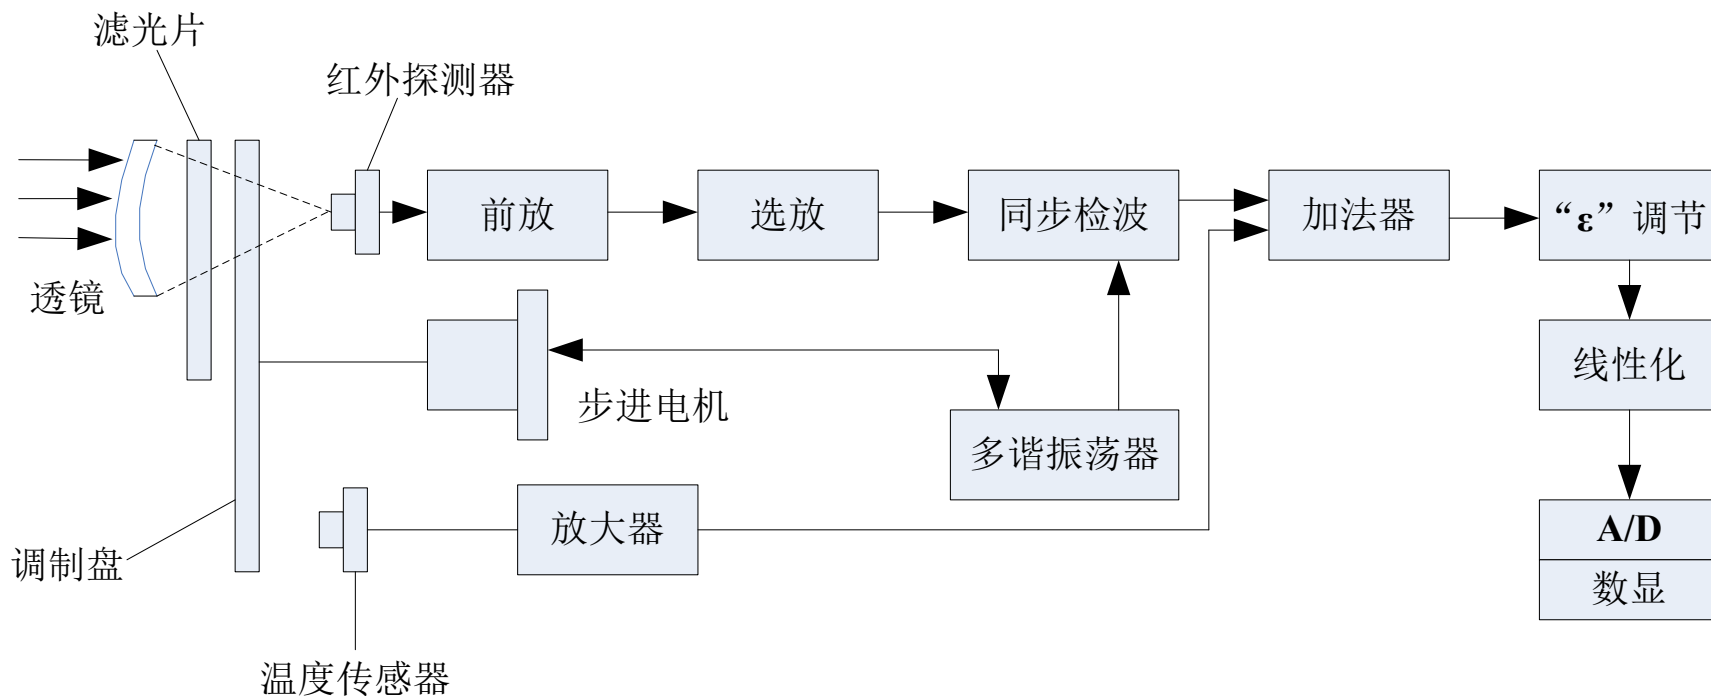 滤光片
红外探测器
前放
选放
同步检波
加法器
“ε”调节
透镜
线性化
步进电机
多谐振荡器
放大器
A/D
调制盘
数显
温度传感器